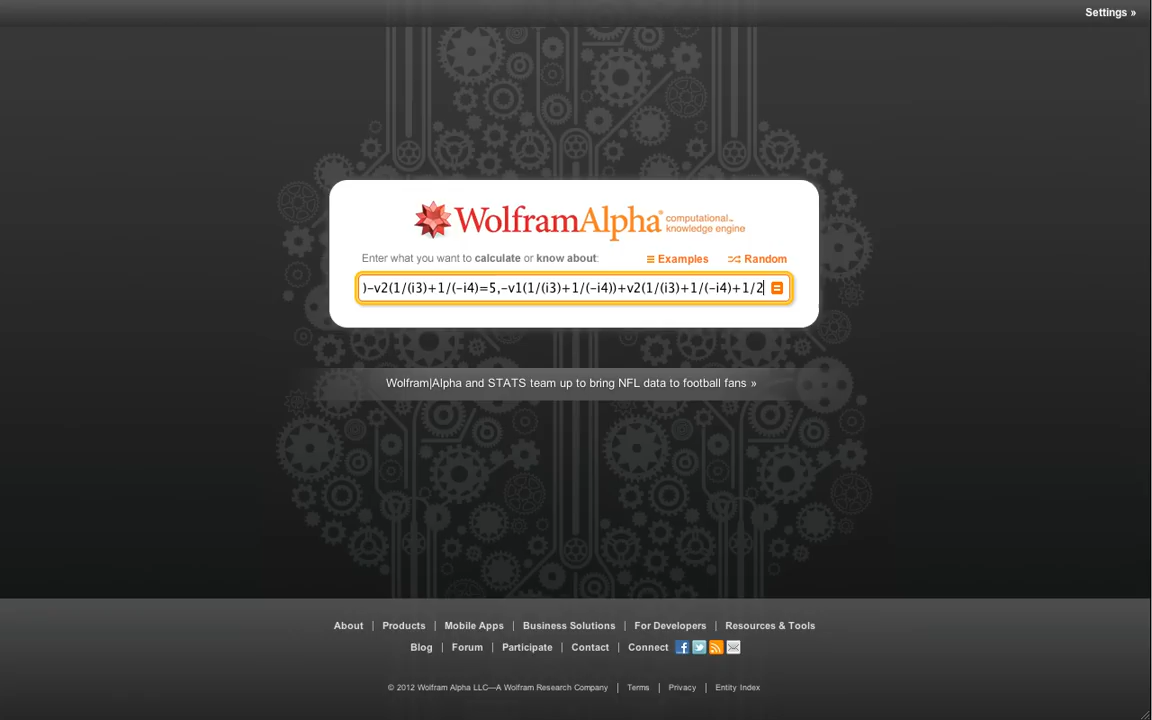 Settings »
WolframAlpha computational knowledge engine
Enter what you want to calculate or know about: Examples Random
)-v2(1/(i3)+1/(-i4)=5,-v1(1/(i3)+1/(-i4))+v2(1/(i3)+1/(-i4)+1/2
Wolfram|Alpha and STATS team up to bring NFL data to football fans »
About | Products | Mobile Apps | Business Solutions | For Developers | Resources & Tools
Blog | Forum | Participate | Contact | Connect
© 2012 Wolfram Alpha LLC—A Wolfram Research Company | Terms | Privacy | Entity Index